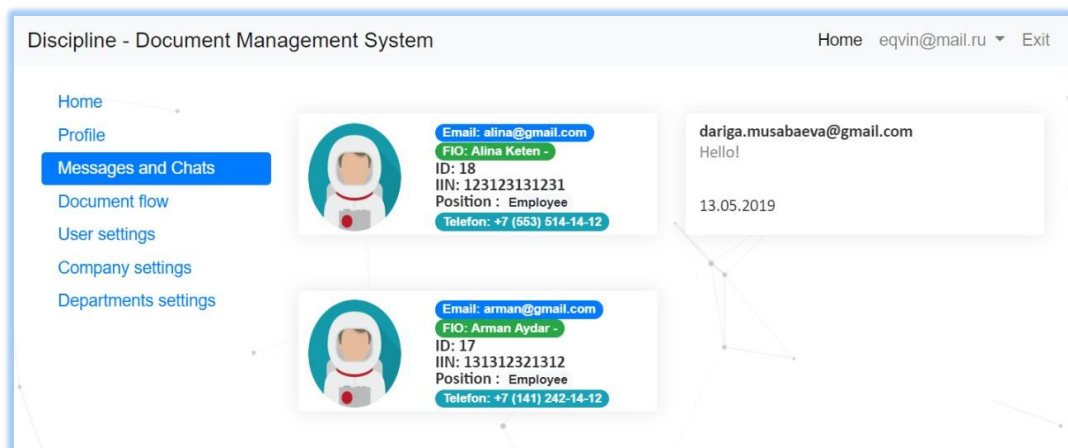 Discipline - Document Management System
Home eqvin@mail.ru Exit
Home
Profile
Messages and Chats
Document flow
User settings
Company settings
Departments settings
Email: alina@gmail.com
FIO: Alina Keten -
ID: 18
IIN: 123123131231
Position : Employee
Telefon: +7 (553) 514-14-12
dariga.musabaeva@gmail.com
Hello!
13.05.2019
Email: arman@gmail.com
FIO: Arman Aydar -
ID: 17
IIN: 131312321312
Position : Employee
Telefon: +7 (141) 242-14-12